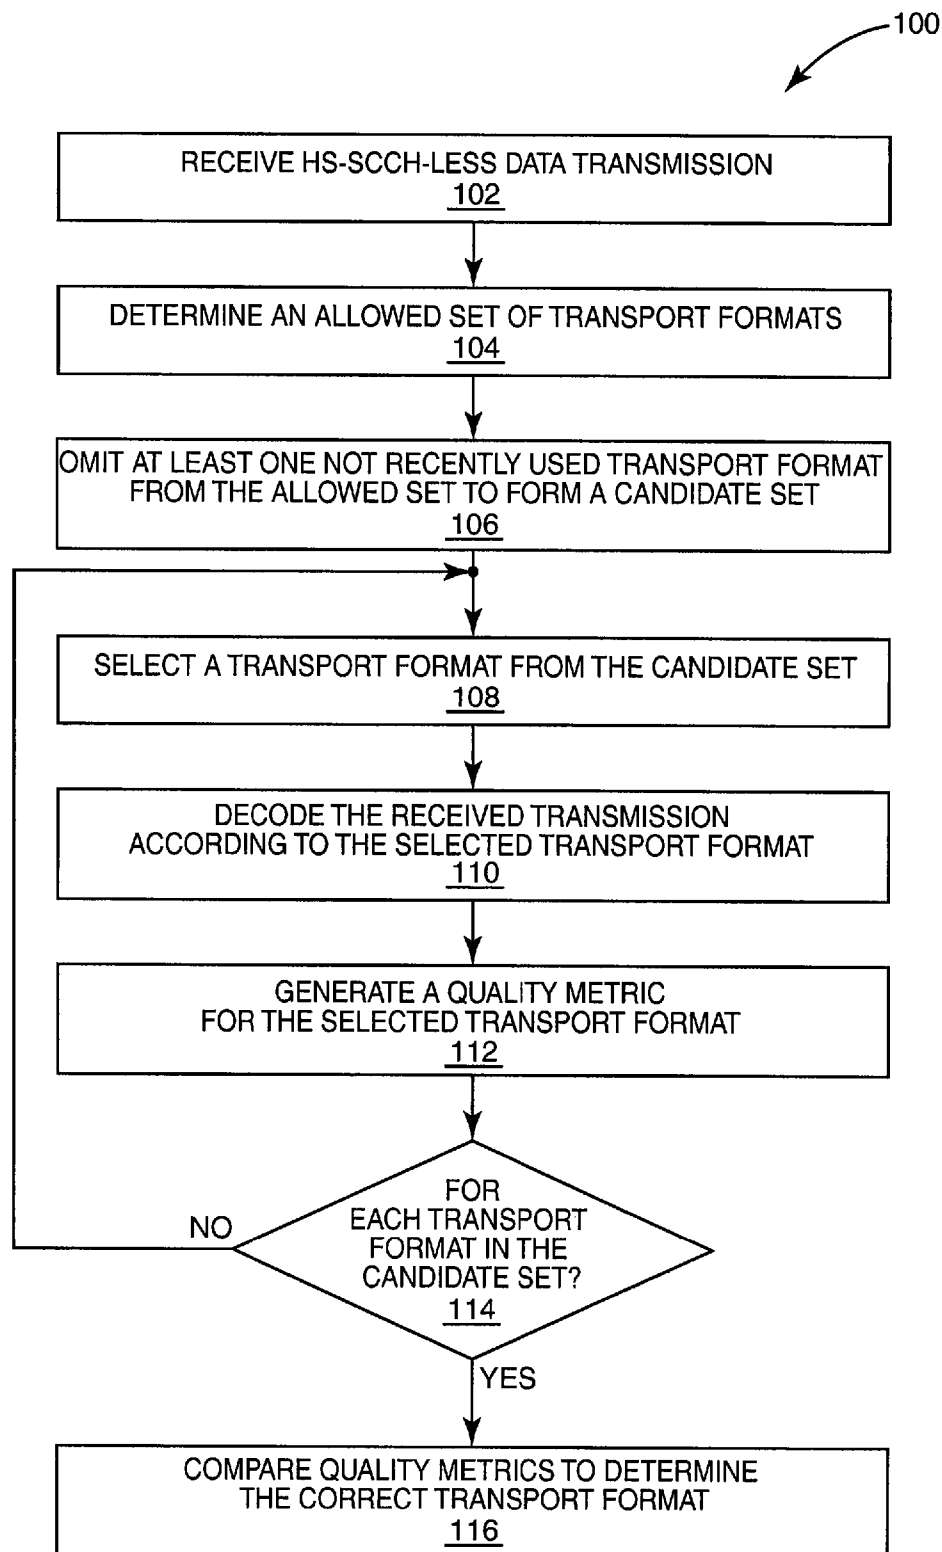 100
RECEIVE HS-SCCH-LESS DATA TRANSMISSION
102
DETERMINE AN ALLOWED SET OF TRANSPORT FORMATS
104
OMIT AT LEAST ONE NOT RECENTLY USED TRANSPORT FORMAT
FROM THE ALLOWED SET TO FORM A CANDIDATE SET
106
SELECT A TRANSPORT FORMAT FROM THE CANDIDATE SET
108
DECODE THE RECEIVED TRANSMISSION
ACCORDING TO THE SELECTED TRANSPORT FORMAT
110
GENERATE A QUALITY METRIC
FOR THE SELECTED TRANSPORT FORMAT
112
FOR
EACH TRANSPORT
FORMAT IN THE
CANDIDATE SET?
114
NO
YES
COMPARE QUALITY METRICS TO DETERMINE
THE CORRECT TRANSPORT FORMAT
116